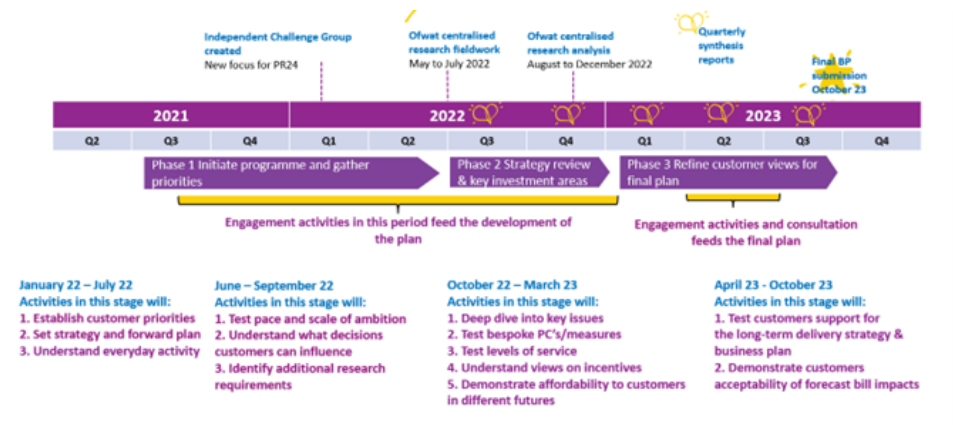 Independent Challenge Group
created
New focus for PR24
Ofwat centralised
research fieldwork
May to July 2022
Ofwat centralised
research analysis
August to December 2022
Quarterly
synthesis
reports
Final BP
submission
October 23
2021
2022
2023
Q2
Q3
Q4
Q1
Q2
Q3
Q4
Q1
Q2
Q3
Q4
Phase 1 Initiate programme and gather
priorities
Phase 2 Strategy review
& key investment areas
Phase 3 Refine customer views for
final plan
Engagement activities in this period feed the development of
the plan
Engagement activities and consultation
feeds the final plan
January 22 – July 22
Activities in this stage will:
1. Establish customer priorities
2. Set strategy and forward plan
3. Understand everyday activity
June – September 22
Activities in this stage will:
1. Test pace and scale of ambition
2. Understand what decisions
customers can influence
3. Identify additional research
requirements
October 22 – March 23
Activities in this stage will:
1. Deep dive into key issues
2. Test bespoke PC's/measures
3. Test levels of service
4. Understand views on incentives
5. Demonstrate affordability to customers
in different futures
April 23 - October 23
Activities in this stage will:
1. Test customers support for
the long-term delivery strategy &
business plan
2. Demonstrate customers
acceptability of forecast bill impacts